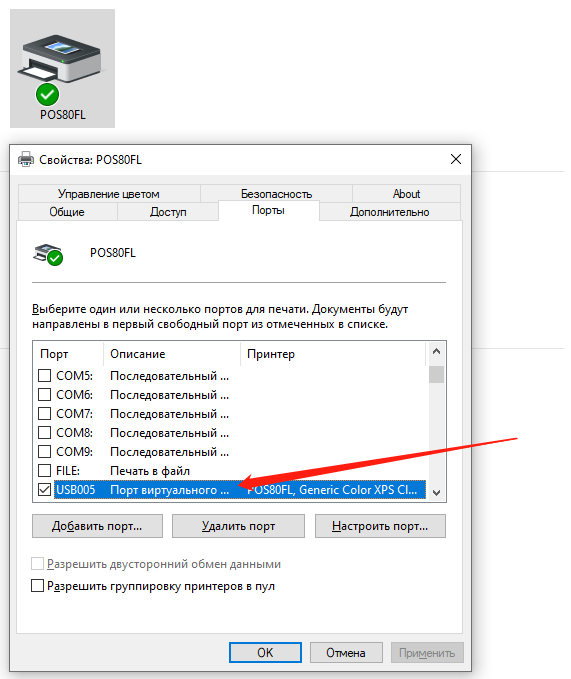 POS80FL
Свойства: POS80FL
Управление цветом Безопасность About
Общие Доступ Порты Дополнительно
POS80FL
Выберите один или несколько портов для печати. Документы будут
направлены в первый свободный порт из отмеченных в списке.
Порт Описание Принтер
COM5: Последовательный ...
COM6: Последовательный ...
COM7: Последовательный ...
COM8: Последовательный ...
COM9: Последовательный ...
FILE: Печать в файл
USB005 Порт виртуального ... POS80FL, Generic Color XPS Cl...
Добавить порт... Удалить порт Настроить порт...
Разрешить двусторонний обмен данными
Разрешить группировку принтеров в пул
OK Отмена Применить